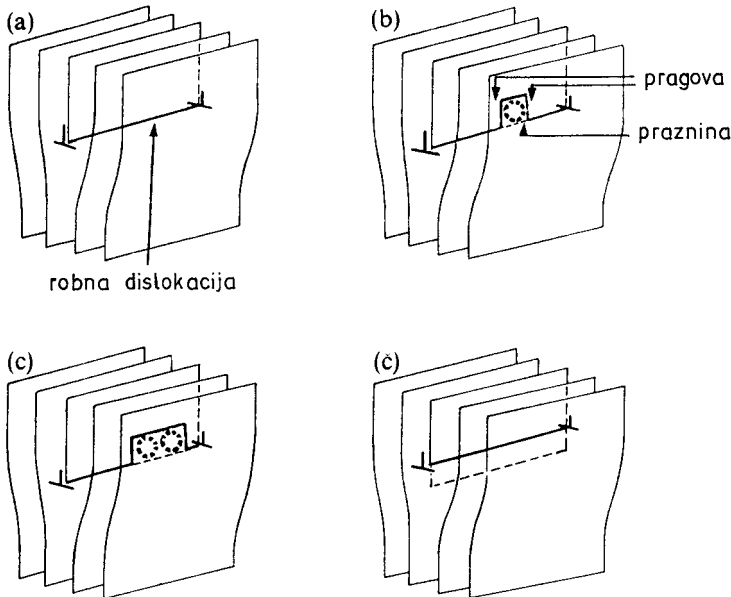 (a)
(b)
pragova
praznina
robna dislokacija
(c)
(č)